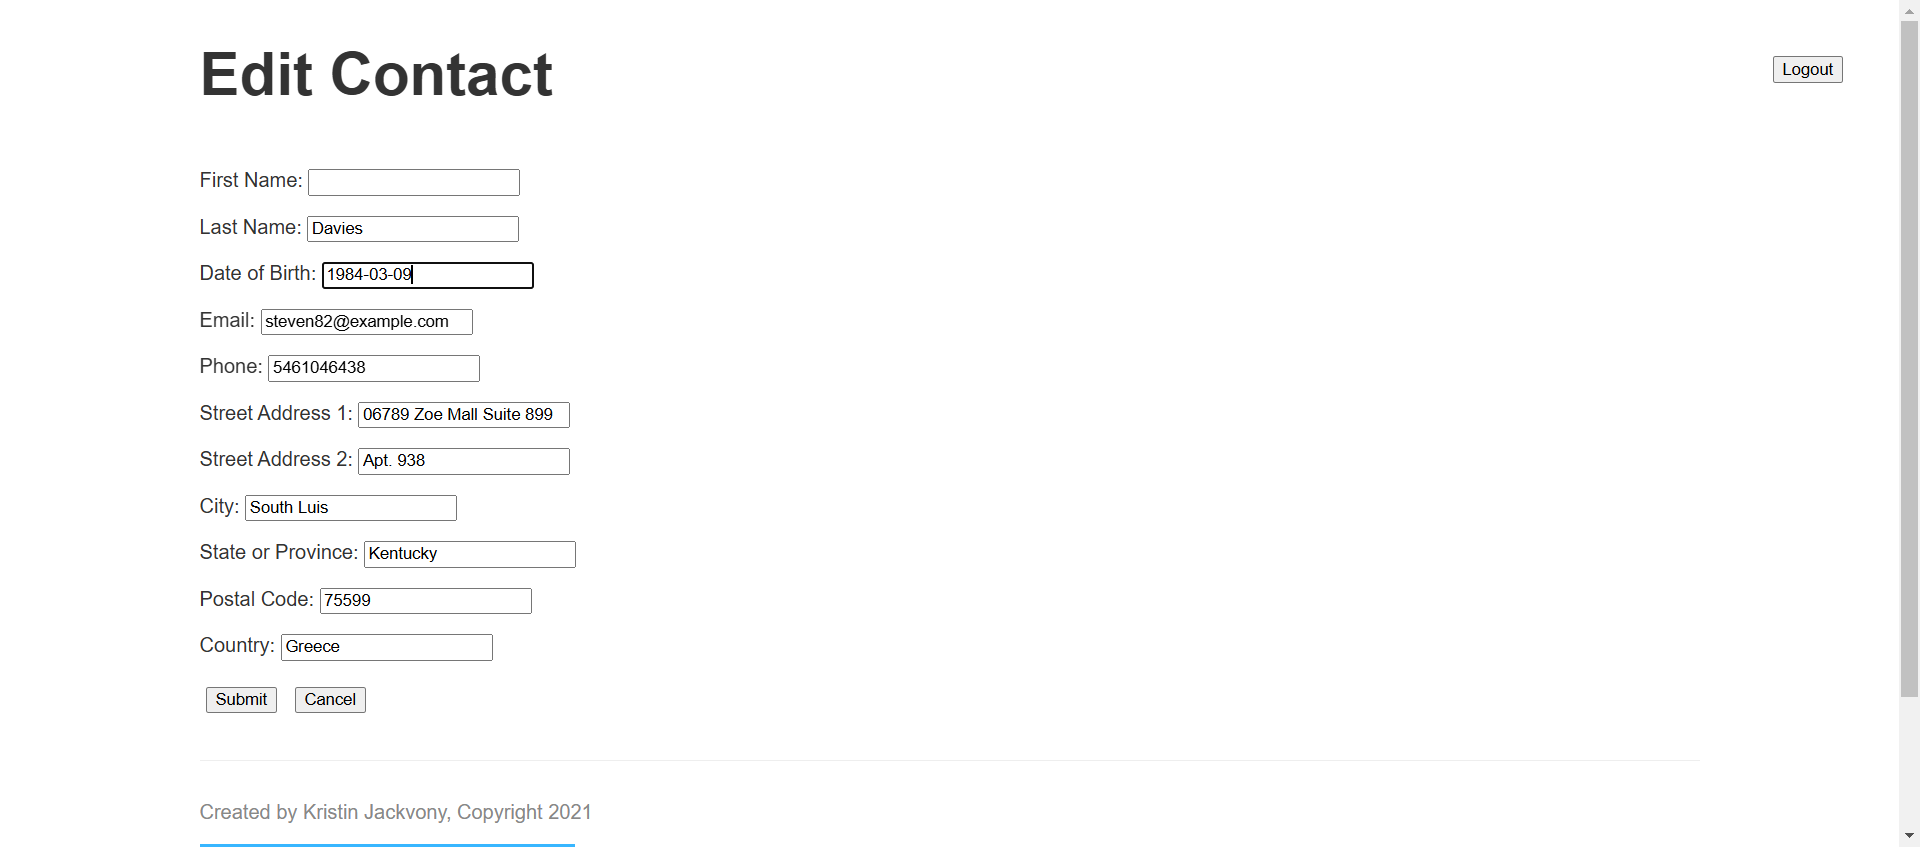 Edit Contact
Logout
First Name:
Last Name: Davies
Date of Birth: 1984-03-09
Email: steven82@example.com
Phone: 5461046438
Street Address 1: 06789 Zoe Mall Suite 899
Street Address 2: Apt. 938
City: South Luis
State or Province: Kentucky
Postal Code: 75599
Country: Greece
Submit Cancel
Created by Kristin Jackvony, Copyright 2021